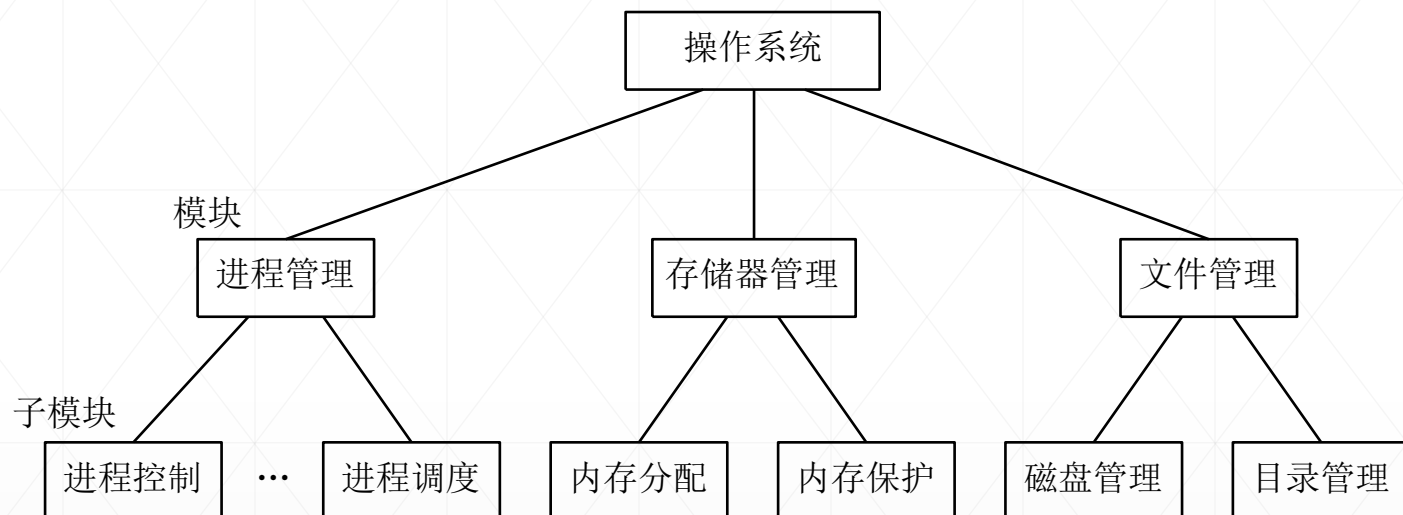 操作系统
模块
进程管理
存储器管理
文件管理
子模块
进程控制
…
进程调度
内存分配
内存保护
磁盘管理
目录管理